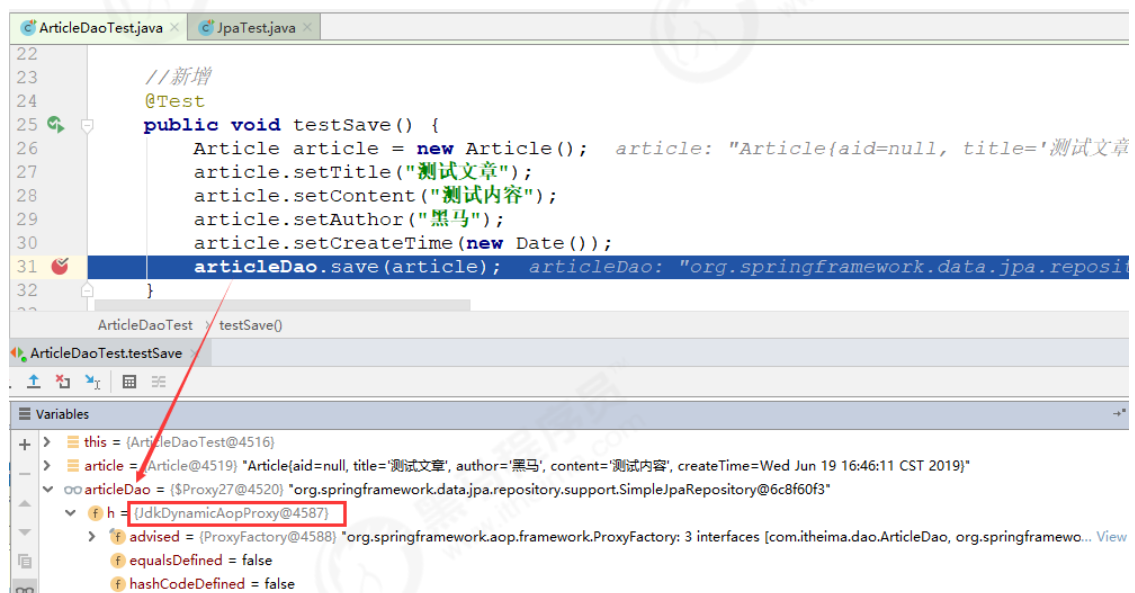 ArticleDaoTest.java × JpaTest.java ×
22
23 //新增
24 @Test
25 public void testSave() {
26 Article article = new Article(); article: "Article{aid=null, title='测试文章
27 article.setTitle("测试文章");
28 article.setContent("测试内容");
29 article.setAuthor("黑马");
30 article.setCreateTime(new Date());
31 articleDao.save(article); articleDao: "org.springframework.data.jpa.reposit
32 }
ArticleDaoTest > testSave()
ArticleDaoTest.testSave ×
Variables
this = {ArticleDaoTest@4516}
article = {Article@4519} "Article{aid=null, title='测试文章', author='黑马', content='测试内容', createTime=Wed Jun 19 16:46:11 CST 2019}"
articleDao = {$Proxy27@4520} "org.springframework.data.jpa.repository.support.SimpleJpaRepository@6c8f60f3"
h = {JdkDynamicAopProxy@4587}
advised = {ProxyFactory@4588} "org.springframework.aop.framework.ProxyFactory: 3 interfaces [com.itheima.dao.ArticleDao, org.springframewo... View
equalsDefined = false
hashCodeDefined = false